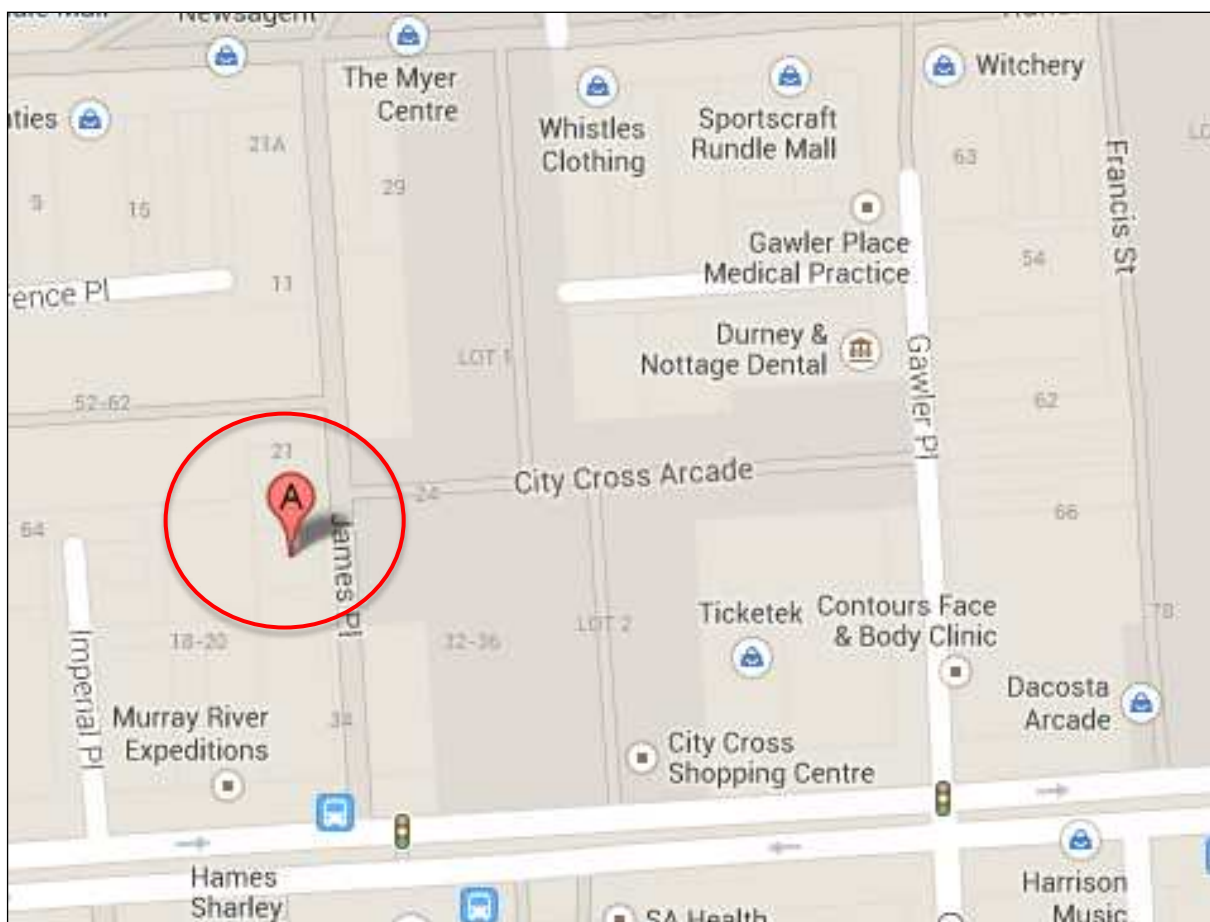 Newsagent
The Myer
Centre
Whistles
Clothing
Sportscraft
Rundle Mall
Witchery
21A
29
63
9
15
Gawler Place
Medical Practice
54
Francis St
11
Durney &
Nottage Dental
Gawler Pl
LOT 1
52-62
62
21
City Cross Arcade
A
24
64
66
James Pl
Ticketek
Contours Face
& Body Clinic
LOT 2
78
18-20
32-36
Imperial Pl
Dacosta
Arcade
Murray River
Expeditions
34
City Cross
Shopping Centre
Hames
Sharley
Harrison
Music
SA Health